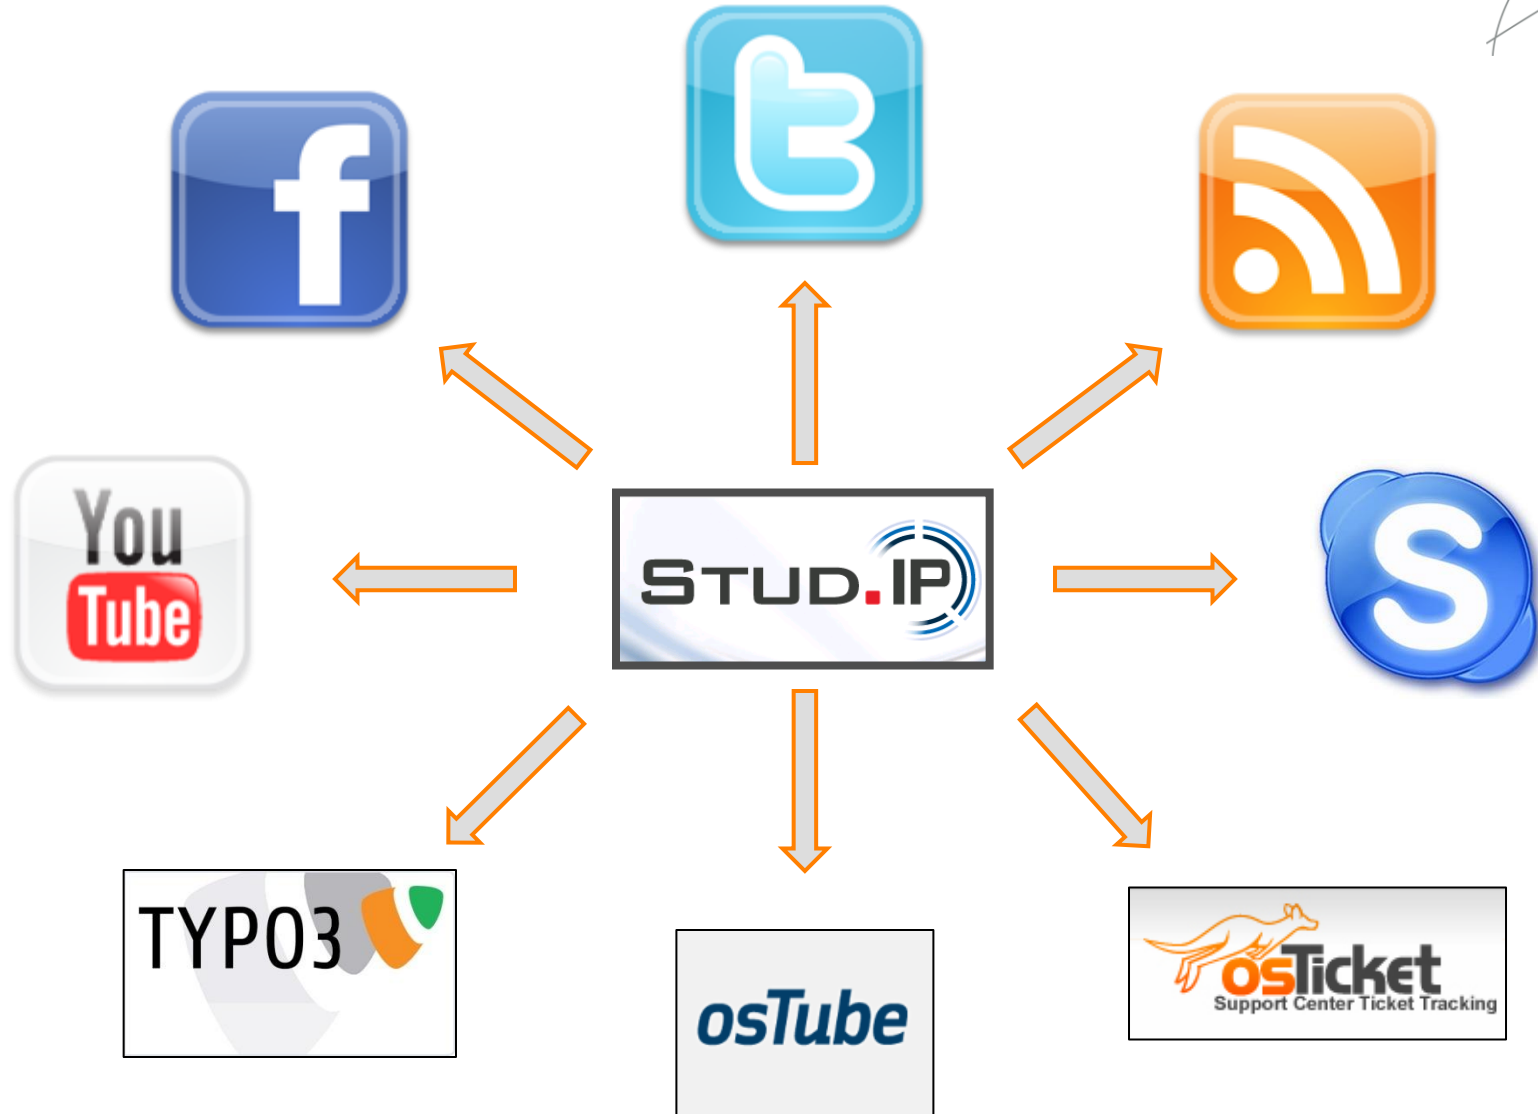 f
t
You
Tube
STUD.IP
S
TYPO3
osTube
osTicket
Support Center Ticket Tracking